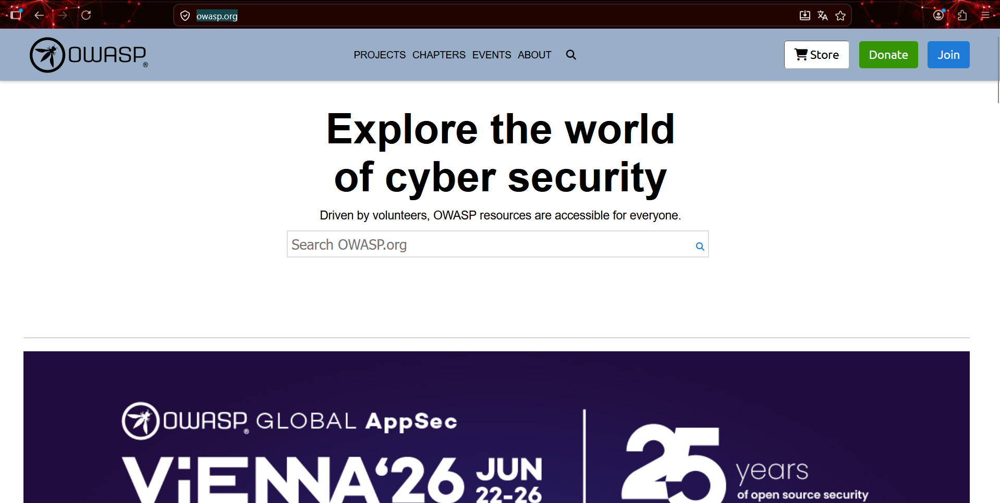 owasp.org
OWASP®
PROJECTS CHAPTERS EVENTS ABOUT
Store
Donate
Join
Explore the world
of cyber security
Driven by volunteers, OWASP resources are accessible for everyone.
Search OWASP.org
OWASP® GLOBAL AppSec
ViENNA‘26 JUN
22-26
25 years
of open source security